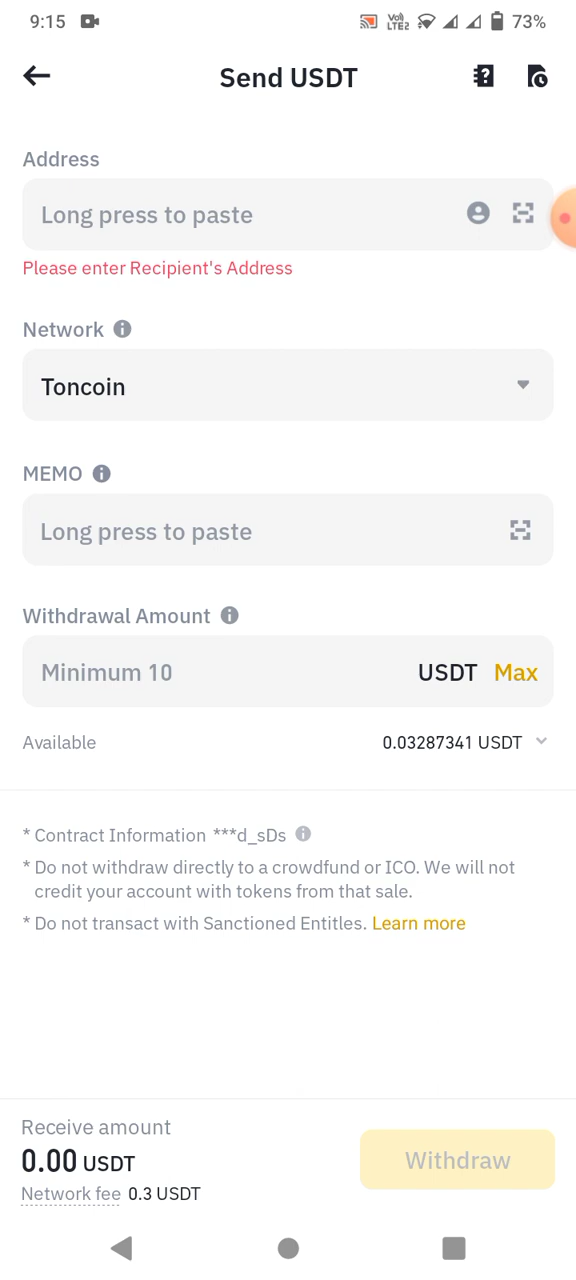 9:15
Vo) LTE2
73%
Send USDT
Address
Long press to paste
Please enter Recipient's Address
Network
Toncoin
MEMO
Long press to paste
Withdrawal Amount
Minimum 10 USDT Max
Available 0.03287341 USDT
* Contract Information ***d_sDs
* Do not withdraw directly to a crowdfund or ICO. We will not
credit your account with tokens from that sale.
* Do not transact with Sanctioned Entitles. Learn more
Receive amount
0.00 USDT
Network fee 0.3 USDT
Withdraw